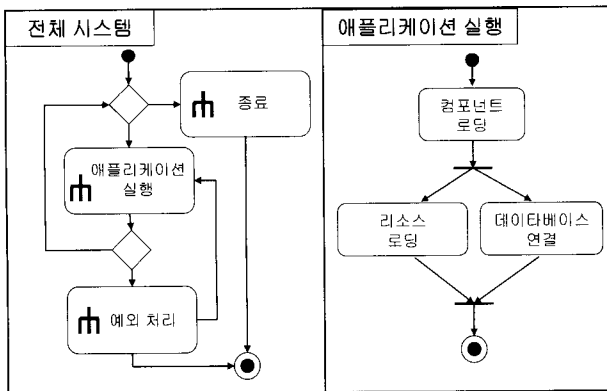 전체 시스템
종료
애플리케이션
실행
예외 처리
애플리케이션 실행
컴포넌트
로딩
리소스
로딩
데이타베이스
연결